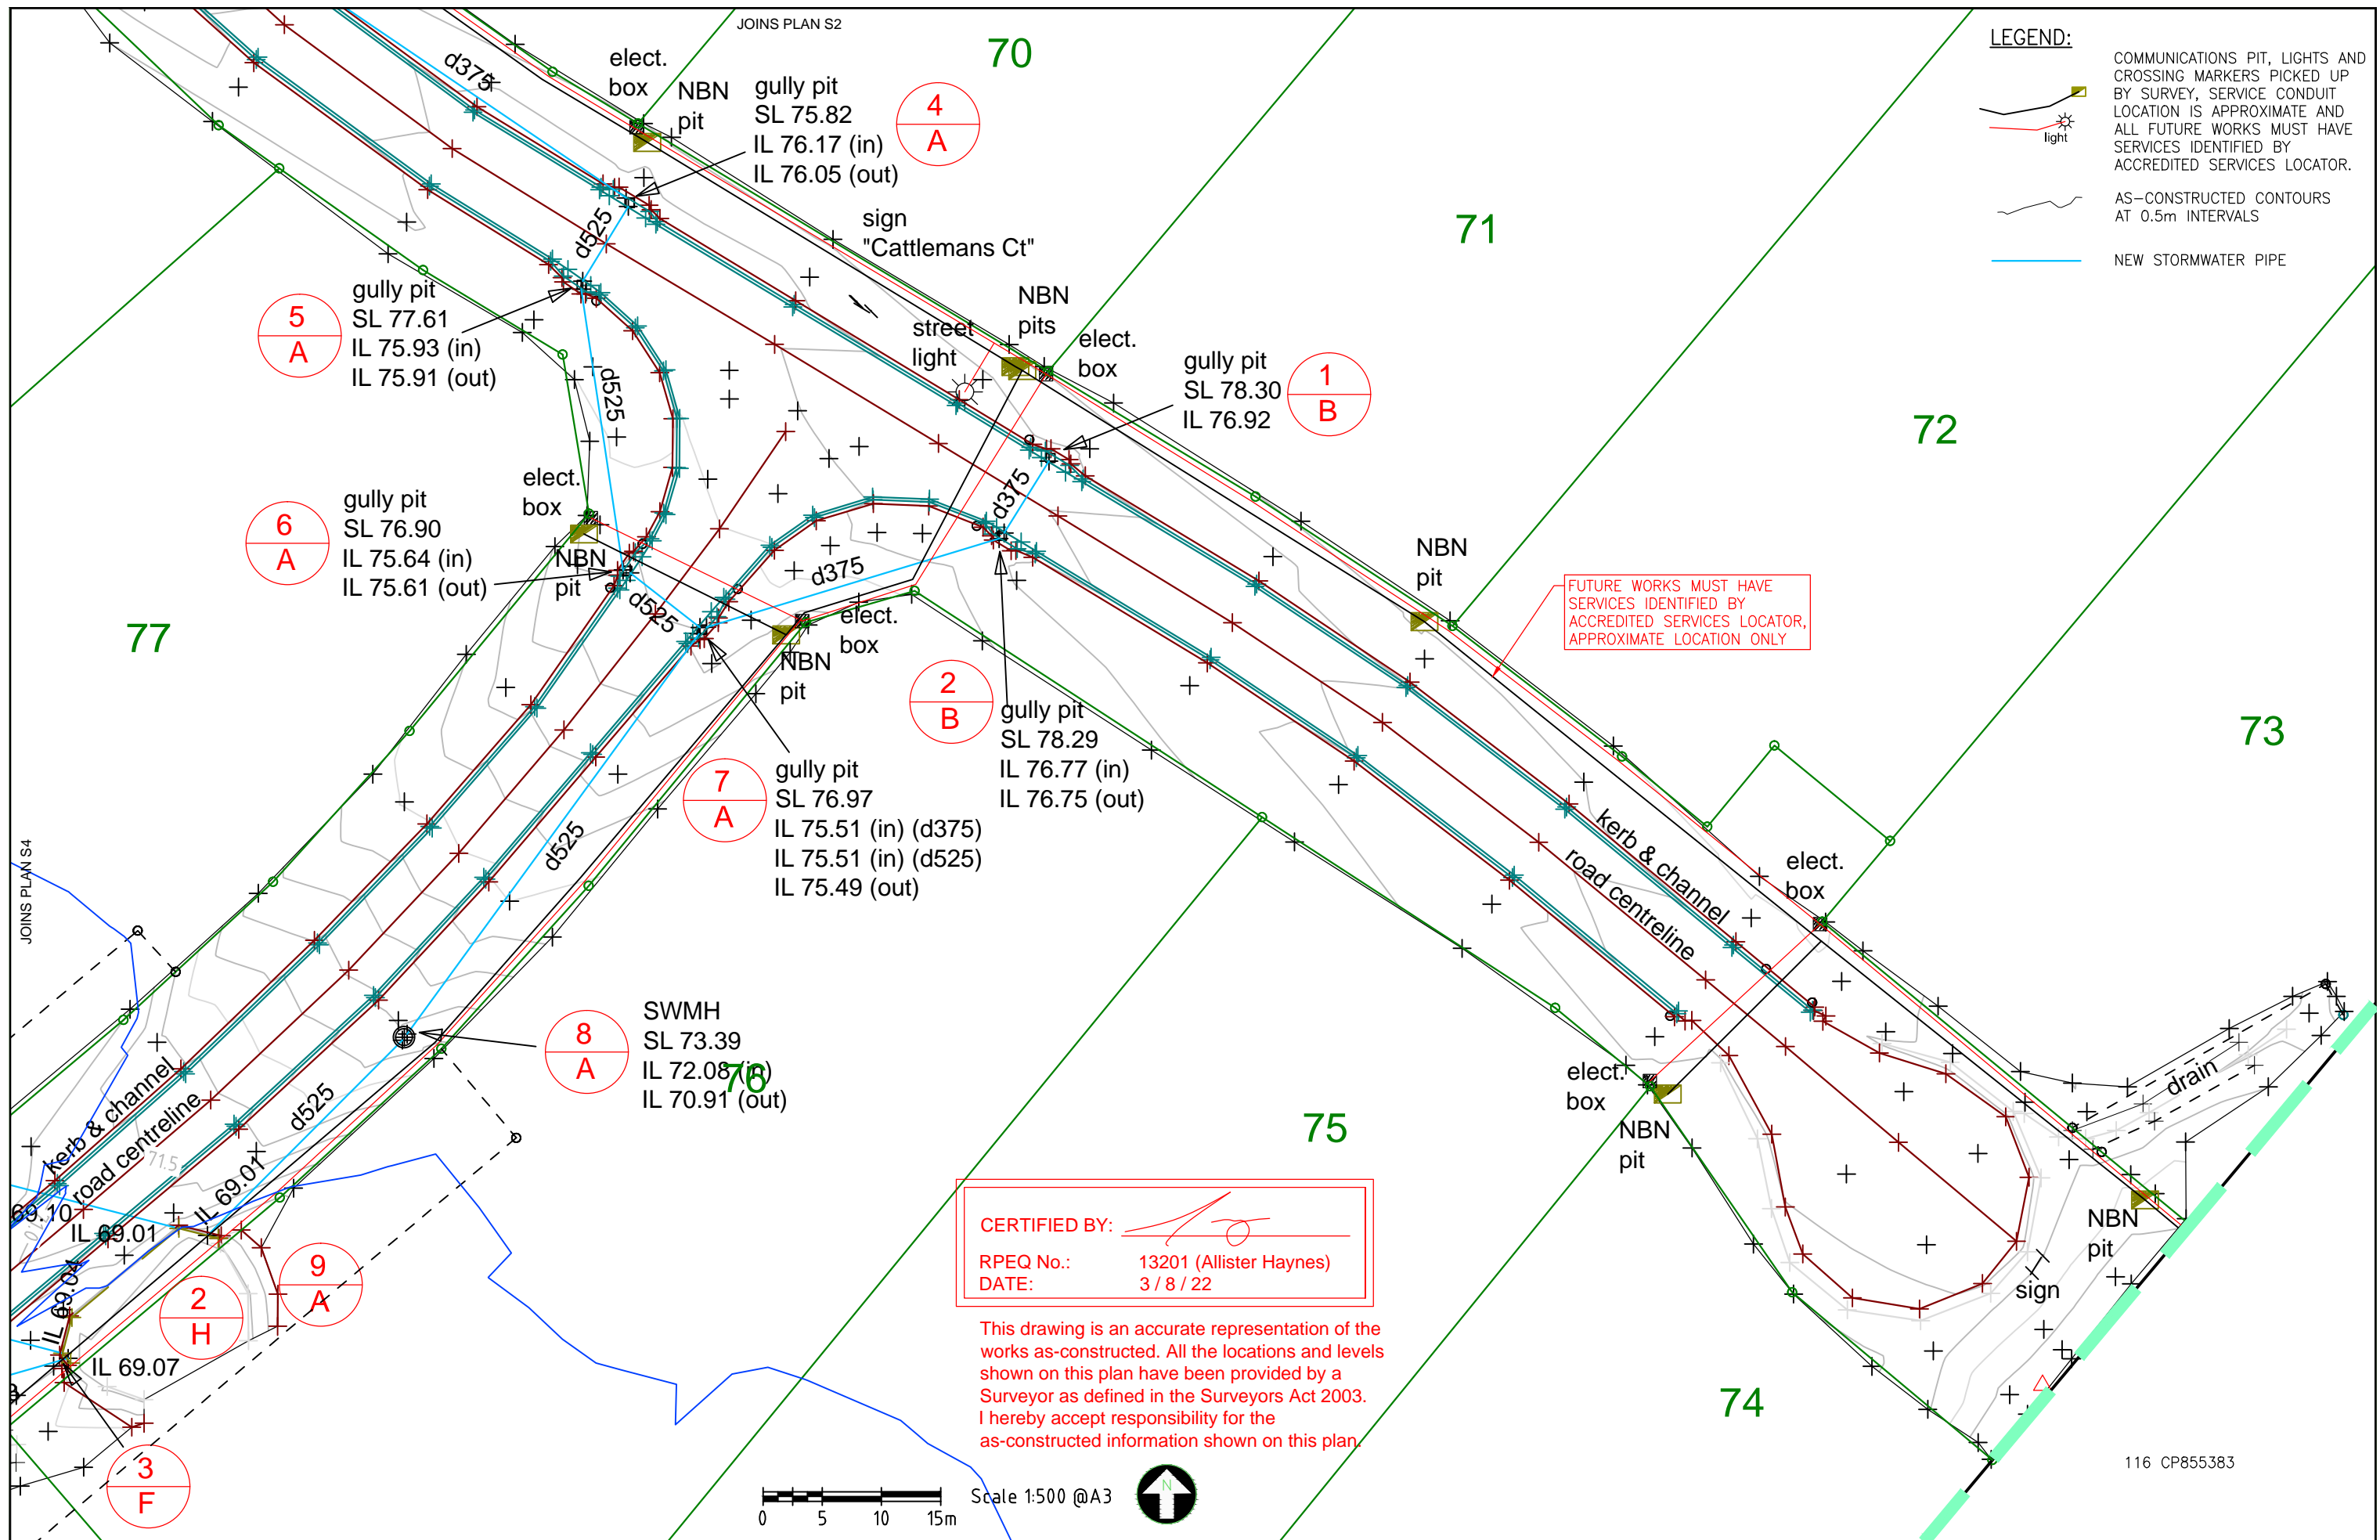 JOINS PLAN S2
70
LEGEND:
COMMUNICATIONS PIT, LIGHTS AND
CROSSING MARKERS PICKED UP
BY SURVEY, SERVICE CONDUIT
LOCATION IS APPROXIMATE AND
ALL FUTURE WORKS MUST HAVE
SERVICES IDENTIFIED BY
ACCREDITED SERVICES LOCATOR.
light
AS-CONSTRUCTED CONTOURS
AT 0.5m INTERVALS
NEW STORMWATER PIPE
d375
elect.
box
NBN
pit
gully pit
SL 75.82
IL 76.17 (in)
IL 76.05 (out)
4
A
sign
"Cattlemans Ct"
71
d525
gully pit
SL 77.61
IL 75.93 (in)
IL 75.91 (out)
5
A
NBN
pits
street
light
elect.
box
gully pit
SL 78.30
IL 76.92
1
B
72
d525
elect.
box
gully pit
SL 76.90
IL 75.64 (in)
IL 75.61 (out)
6
A
NBN
pit
d375
d375
d525
NBN
pit
FUTURE WORKS MUST HAVE
SERVICES IDENTIFIED BY
ACCREDITED SERVICES LOCATOR,
APPROXIMATE LOCATION ONLY
77
elect.
box
NBN
pit
2
B
gully pit
SL 78.29
IL 76.77 (in)
IL 76.75 (out)
73
7
A
gully pit
SL 76.97
IL 75.51 (in) (d375)
IL 75.51 (in) (d525)
IL 75.49 (out)
d525
kerb & channel
road centreline
elect.
box
JOINS PLAN S4
8
A
SWMH
SL 73.39
IL 72.08 (in)
IL 70.91 (out)
76
75
elect.
box
NBN
pit
drain
kerb & channel
road centreline
71.5
d525
IL 69.01
69.10
IL 69.01
IL 69.04
IL 69.07
2
H
9
A
3
F
NBN
pit
sign
CERTIFIED BY:
RPEQ No.: 13201 (Allister Haynes)
DATE: 3 / 8 / 22
This drawing is an accurate representation of the
works as-constructed. All the locations and levels
shown on this plan have been provided by a
Surveyor as defined in the Surveyors Act 2003.
I hereby accept responsibility for the
as-constructed information shown on this plan.
74
116 CP855383
0 5 10 15m
Scale 1:500 @A3
N